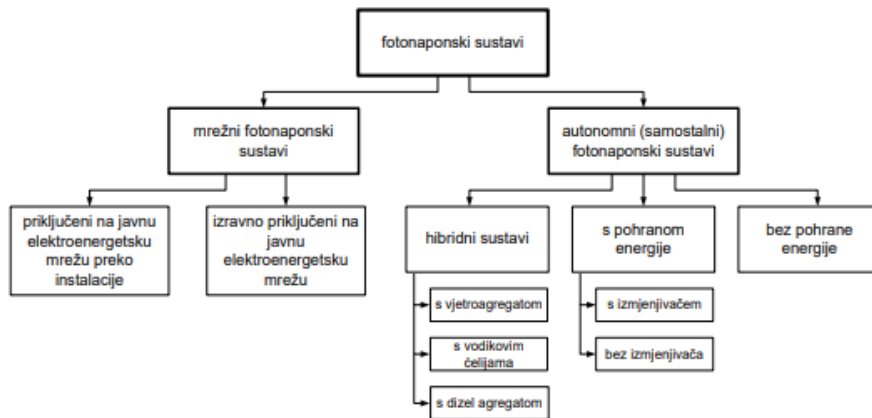 fotonaponski sustavi
mrežni fotonaponski
sustavi
autonomni (samostalni)
fotonaponski sustavi
priključeni na javnu
elektroenergetsku
mrežu preko
instalacije
izravno priključeni na
javnu
elektroenergetsku
mrežu
hibridni sustavi
s pohranom
energije
bez pohrane
energije
s vjetroagregatom
s vodikovim
ćelijama
s dizel agregatom
s izmjenjivačem
bez izmjenjivača